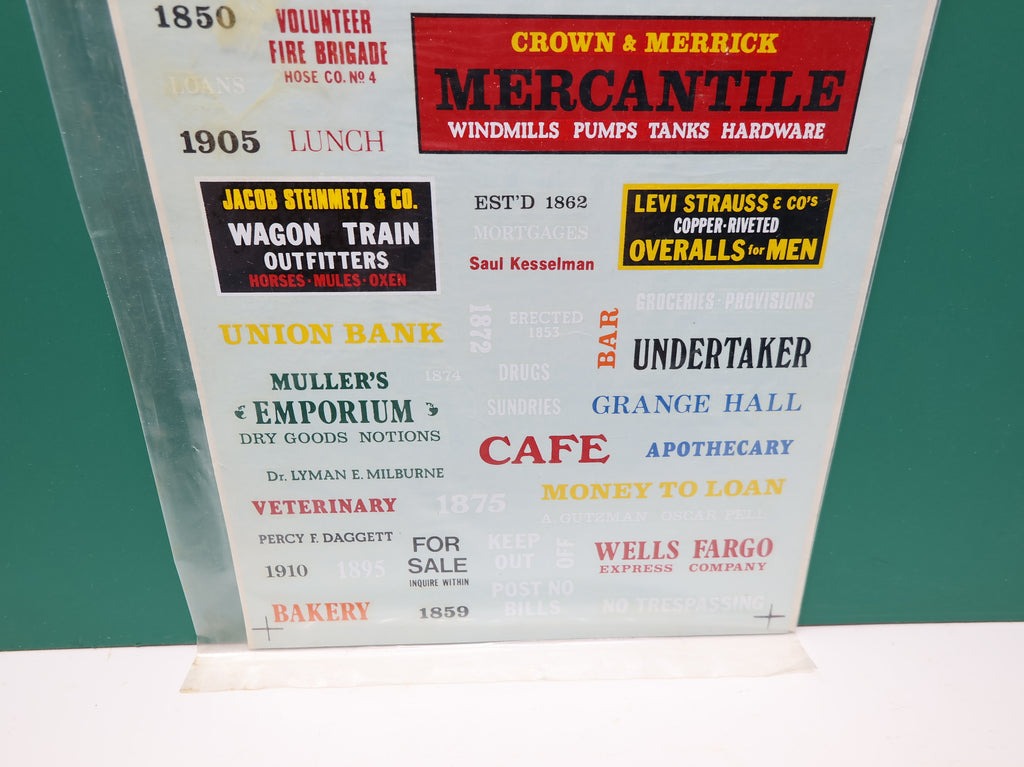 1850
VOLUNTEER
FIRE BRIGADE
HOSE CO. Nº 4
LOANS
1905
LUNCH
CROWN & MERRICK
MERCANTILE
WINDMILLS PUMPS TANKS HARDWARE
JACOB STEINMETZ & CO.
WAGON TRAIN
OUTFITTERS
HORSES · MULES · OXEN
EST'D 1862
MORTGAGES
Saul Kesselman
LEVI STRAUSS & CO'S
COPPER-RIVETED
OVERALLS for MEN
GROCERIES · PROVISIONS
UNION BANK
1872
ERECTED
1853
BAR
UNDERTAKER
MULLER'S
EMPORIUM
DRY GOODS NOTIONS
1874
DRUGS
SUNDRIES
GRANGE HALL
CAFE
APOTHECARY
Dr. LYMAN E. MILBURNE
VETERINARY
1875
MONEY TO LOAN
A. GUTZMAN OSCAR PELL
PERCY F. DAGGETT
1910
1895
FOR
SALE
INQUIRE WITHIN
KEEP
OUT
OFF
WELLS FARGO
EXPRESS COMPANY
POST NO
BILLS
NO TRESPASSING
BAKERY
1859